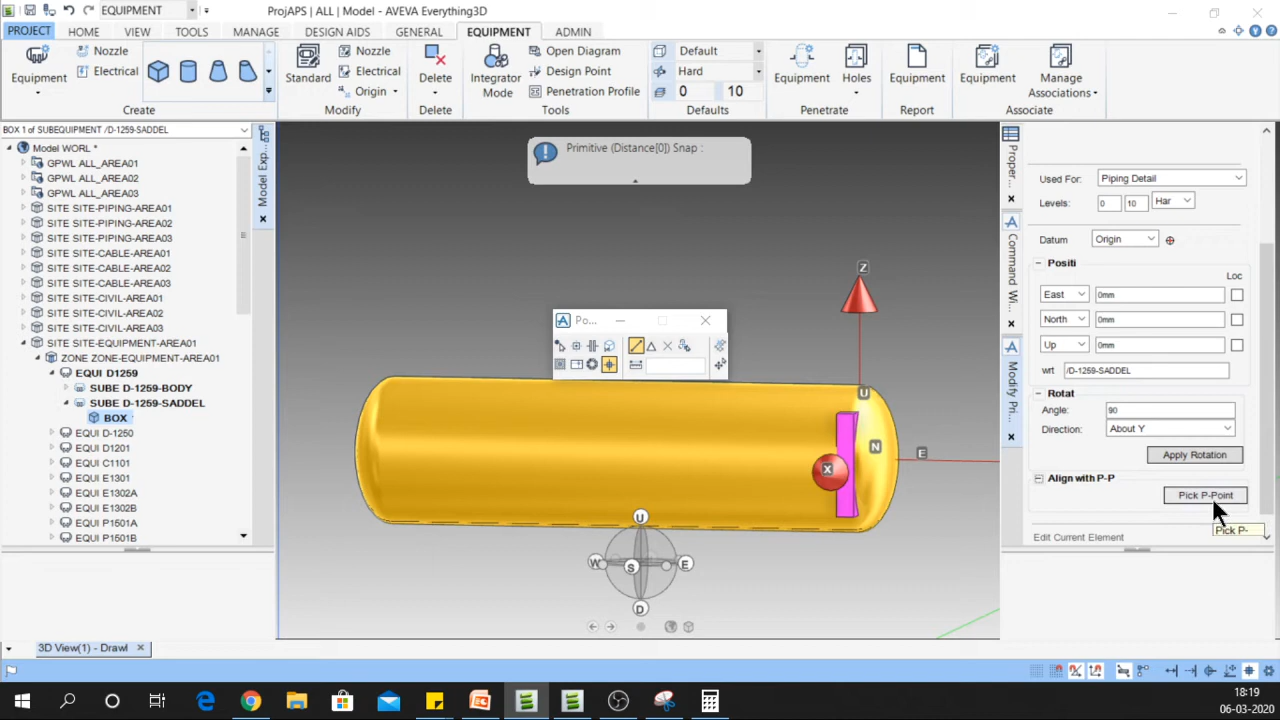 EQUIPMENT
ProjAPS | ALL | Model - AVEVA Everything3D
PROJECT
HOME
VIEW
TOOLS
MANAGE
DESIGN AIDS
GENERAL
EQUIPMENT
ADMIN
Equipment
Nozzle
Electrical
Create
Standard
Nozzle
Electrical
Origin
Modify
Delete
Delete
Integrator
Mode
Open Diagram
Design Point
Penetration Profile
Tools
Default
Hard
0
10
Defaults
Equipment
Holes
Penetrate
Equipment
Report
Equipment
Manage
Associations
Associate
BOX 1 of SUBEQUIPMENT /D-1259-SADDEL
Model WORL *
GPWL ALL_AREA01
GPWL ALL_AREA02
GPWL ALL_AREA03
SITE SITE-PIPING-AREA01
SITE SITE-PIPING-AREA02
SITE SITE-PIPING-AREA03
SITE SITE-CABLE-AREA01
SITE SITE-CABLE-AREA02
SITE SITE-CABLE-AREA03
SITE SITE-CIVIL-AREA01
SITE SITE-CIVIL-AREA02
SITE SITE-CIVIL-AREA03
SITE SITE-EQUIPMENT-AREA01
ZONE ZONE-EQUIPMENT-AREA01
EQUI D1259
SUBE D-1259-BODY
SUBE D-1259-SADDEL
BOX
EQUI D-1250
EQUI D1201
EQUI C1101
EQUI E1301
EQUI E1302A
EQUI E1302B
EQUI P1501A
EQUI P1501B
Model Exp...
Primitive (Distance[0]) Snap :
Po...
Z
U
N
E
X
U
W
S
E
D
Proper...
Command Wi...
Modify Pri...
Used For:
Piping Detail
Levels:
0
10
Har
Datum
Origin
Positi
Loc
East
0mm
North
0mm
Up
0mm
wrt
/D-1259-SADDEL
Rotat
Angle:
90
Direction:
About Y
Apply Rotation
Align with P-P
Pick P-Point
Pick P-
Edit Current Element
3D View(1) - Drawl
18:19
06-03-2020